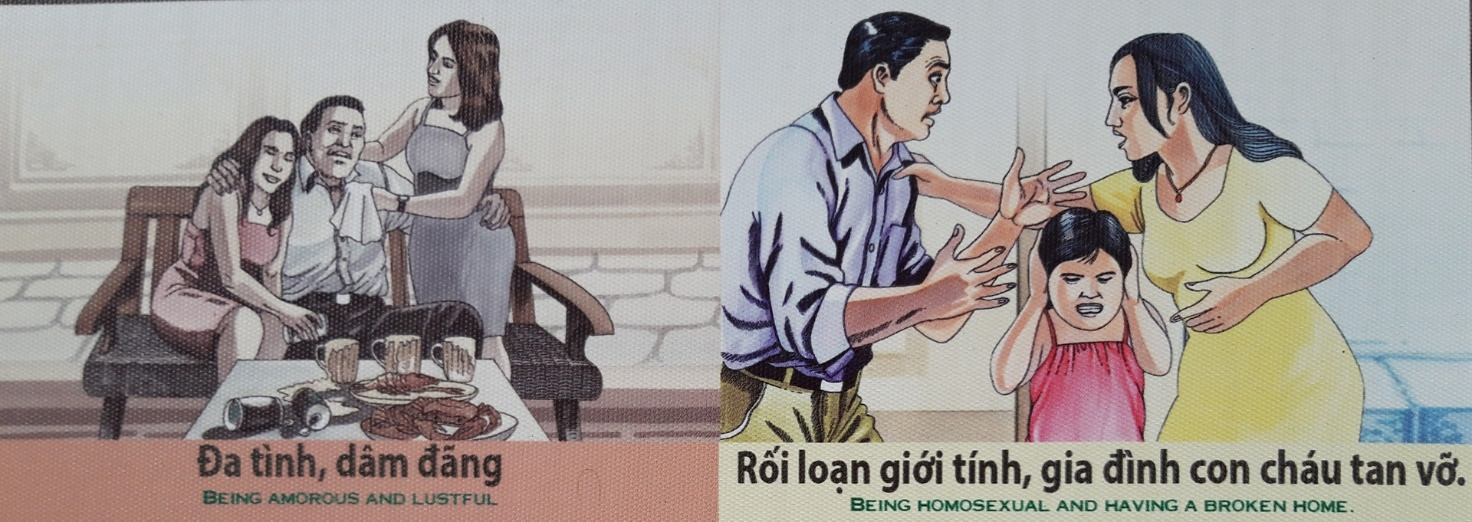 Đa tình, dâm đãng
BEING AMOROUS AND LUSTFUL
Rối loạn giới tính, gia đình con cháu tan vỡ.
BEING HOMOSEXUAL AND HAVING A BROKEN HOME.